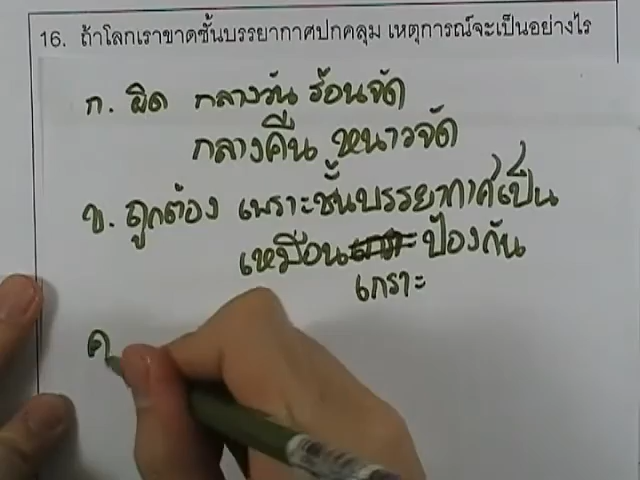 16. ถ้าโลกเราขาดชั้นบรรยากาศปกคลุม เหตุการณ์จะเป็นอย่างไร
ก. ผิด กลางวัน ร้อนจัด
กลางคืน หนาวจัด
ข. ถูกต้อง เพราะชั้นบรรยากาศเป็น
เหมือน ป้องกัน
เกราะ
ค